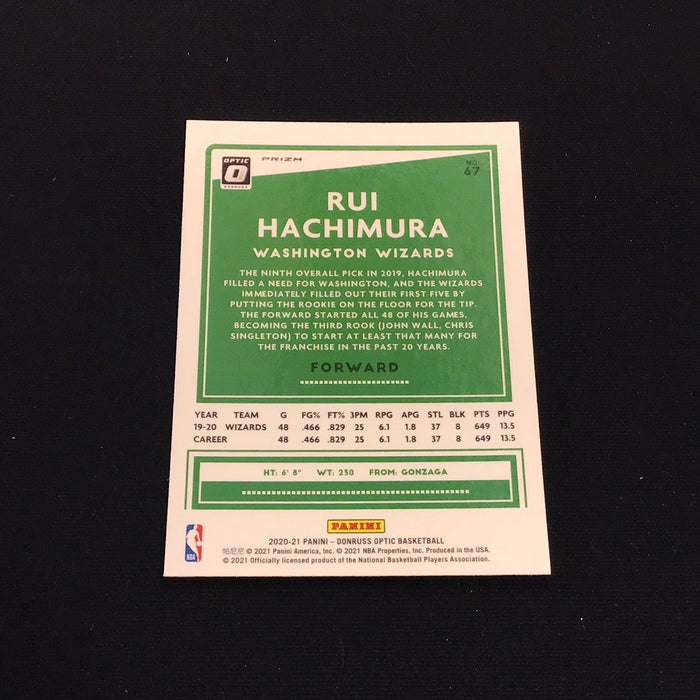 OPTIC
DONRUSS
PRIZM
NO:
67
RUI
HACHIMURA
WASHINGTON WIZARDS
THE NINTH OVERALL PICK IN 2019, HACHIMURA
FILLED A NEED FOR WASHINGTON, AND THE WIZARDS
IMMEDIATELY FILLED OUT THEIR FIRST FIVE BY
PUTTING THE ROOKIE ON THE FLOOR FOR THE TIP.
THE FORWARD STARTED ALL 48 OF HIS GAMES,
BECOMING THE THIRD ROOK (JOHN WALL, CHRIS
SINGLETON) TO START AT LEAST THAT MANY FOR
THE FRANCHISE IN THE PAST 20 YEARS.
FORWARD
YEAR TEAM G FG% FT% 3PM RPG APG STL BLK PTS PPG
19-20 WIZARDS 48 .466 .829 25 6.1 1.8 37 8 649 13.5
CAREER 48 .466 .829 25 6.1 1.8 37 8 649 13.5
HT: 6' 8" WT: 230 FROM: GONZAGA
PANINI
NBA
2020-21 PANINI – DONRUSS OPTIC BASKETBALL
帕尼尼 © 2021 Panini America, Inc. © 2021 NBA Properties, Inc. Produced in the USA.
© 2021 Officially licensed product of the National Basketball Players Association.